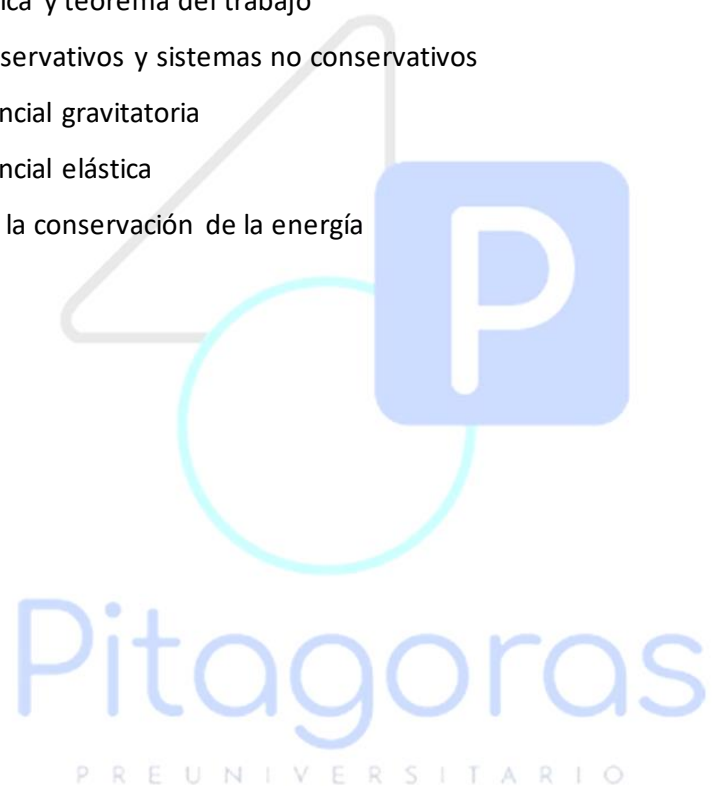 ica y teorema del trabajo
servativos y sistemas no conservativos
ncial gravitatoria
ncial elástica
la conservación de la energía
P
Pitagoras
PREUNIVERSITARIO